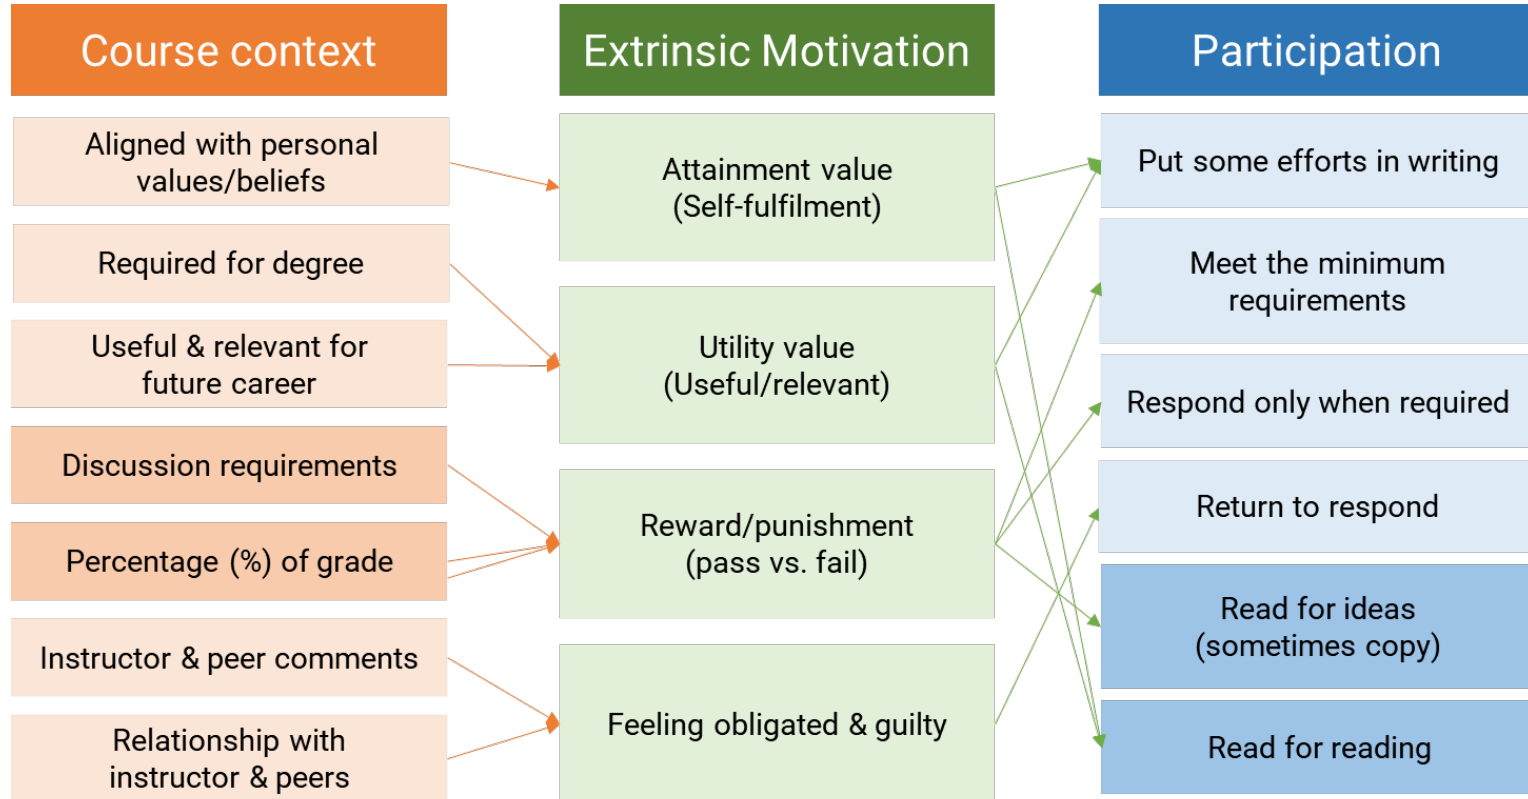 Course context
Aligned with personal
values/beliefs
Required for degree
Useful & relevant for
future career
Discussion requirements
Percentage (%) of grade
Instructor & peer comments
Relationship with
instructor & peers
Extrinsic Motivation
Attainment value
(Self-fulfilment)
Utility value
(Useful/relevant)
Reward/punishment
(pass vs. fail)
Feeling obligated & guilty
Participation
Put some efforts in writing
Meet the minimum
requirements
Respond only when required
Return to respond
Read for ideas
(sometimes copy)
Read for reading